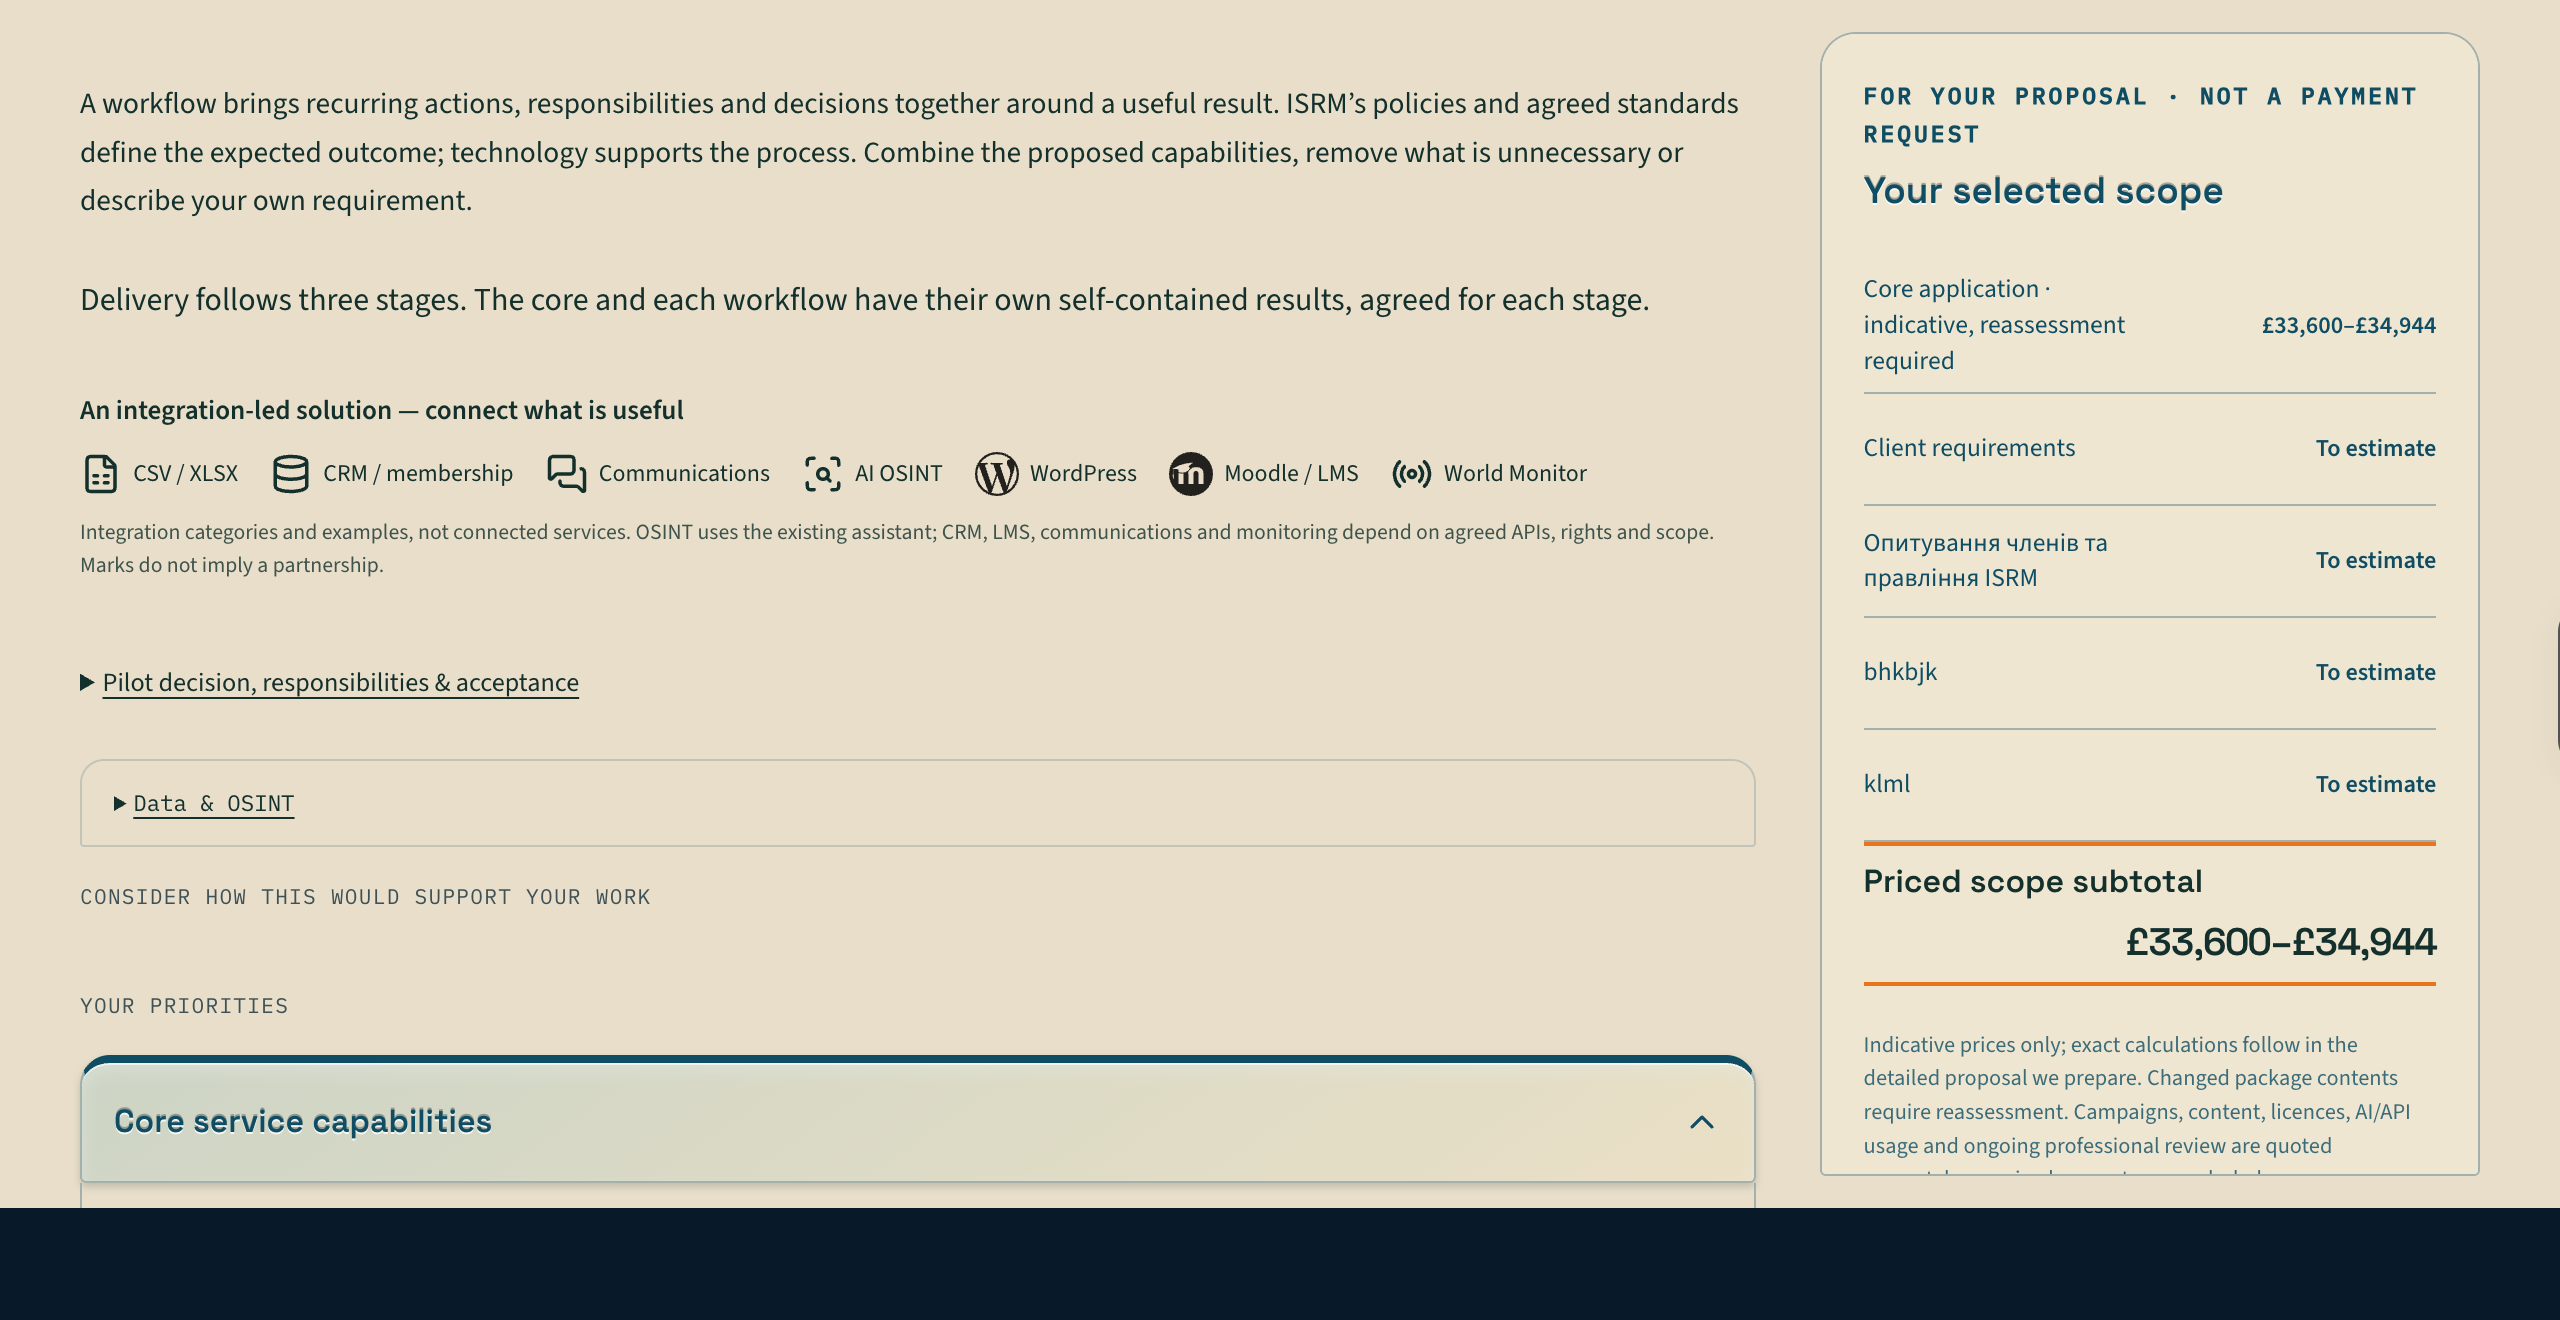 A workflow brings recurring actions, responsibilities and decisions together around a useful result. ISRM’s policies and agreed standards
define the expected outcome; technology supports the process. Combine the proposed capabilities, remove what is unnecessary or
describe your own requirement.
Delivery follows three stages. The core and each workflow have their own self-contained results, agreed for each stage.
An integration-led solution — connect what is useful
CSV / XLSX CRM / membership Communications AI OSINT WordPress Moodle / LMS World Monitor
Integration categories and examples, not connected services. OSINT uses the existing assistant; CRM, LMS, communications and monitoring depend on agreed APIs, rights and scope.
Marks do not imply a partnership.
Pilot decision, responsibilities & acceptance
Data & OSINT
CONSIDER HOW THIS WOULD SUPPORT YOUR WORK
YOUR PRIORITIES
Core service capabilities
FOR YOUR PROPOSAL · NOT A PAYMENT
REQUEST
Your selected scope
Core application ·
indicative, reassessment
required
£33,600–£34,944
Client requirements
To estimate
Опитування членів та
правління ISRM
To estimate
bhkbjk
To estimate
klml
To estimate
Priced scope subtotal
£33,600–£34,944
Indicative prices only; exact calculations follow in the
detailed proposal we prepare. Changed package contents
require reassessment. Campaigns, content, licences, AI/API
usage and ongoing professional review are quoted